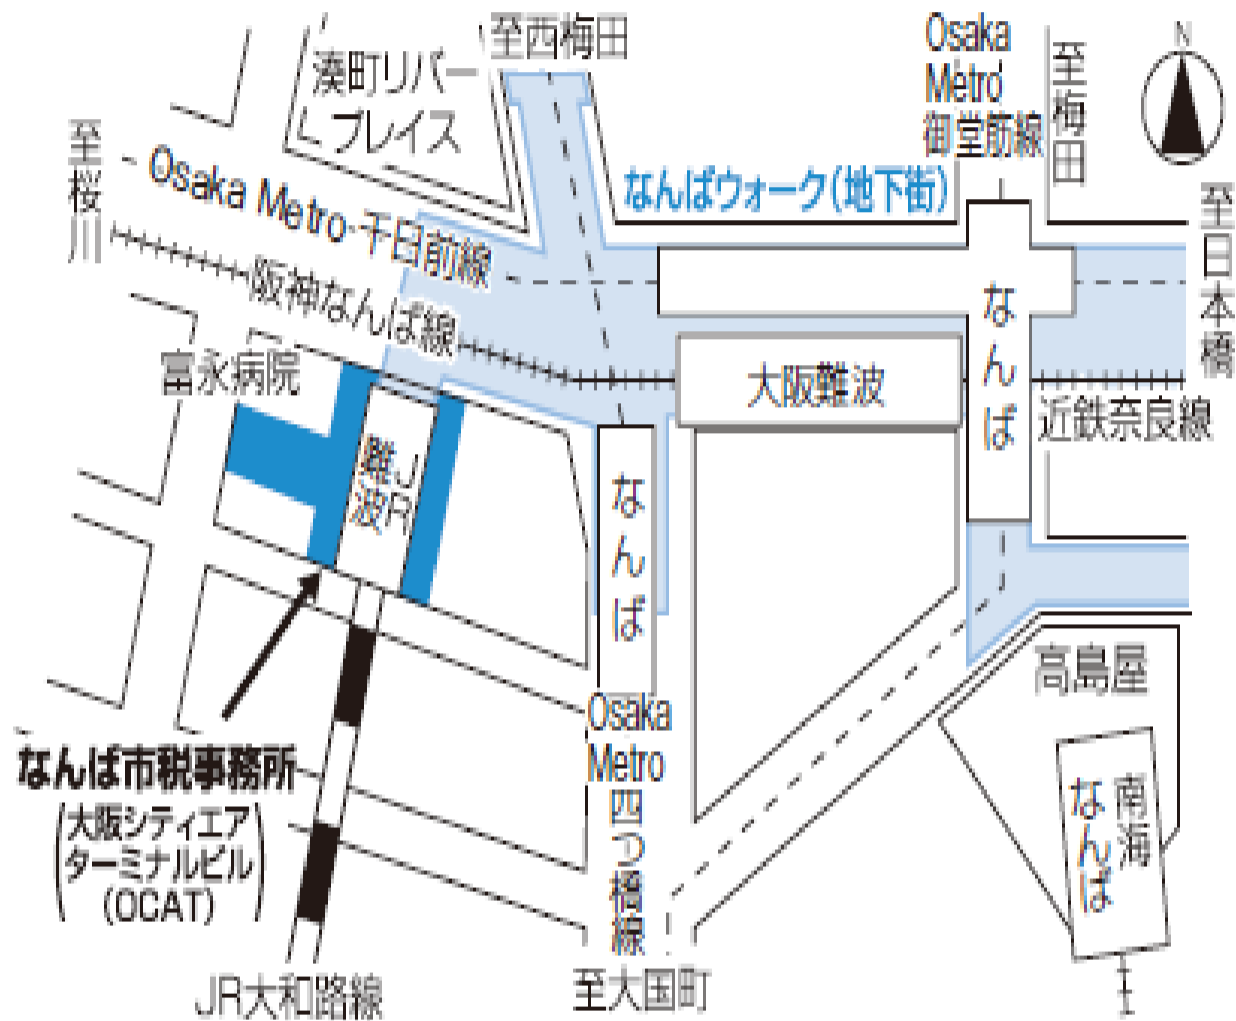 至西梅田
Osaka
Metro
御堂筋線
至梅田
N
湊町リバー
プレイス
至桜川
Osaka Metro 千日前線
なんばウォーク(地下街)
至日本橋
阪神なんば線
なんば
大阪難波
近鉄奈良線
富永病院
JR
難波
なんば
高島屋
Osaka
Metro
四つ橋線
南海
なんば
なんば市税事務所
(大阪シティエア
ターミナルビル
(OCAT))
JR大和路線
至大国町